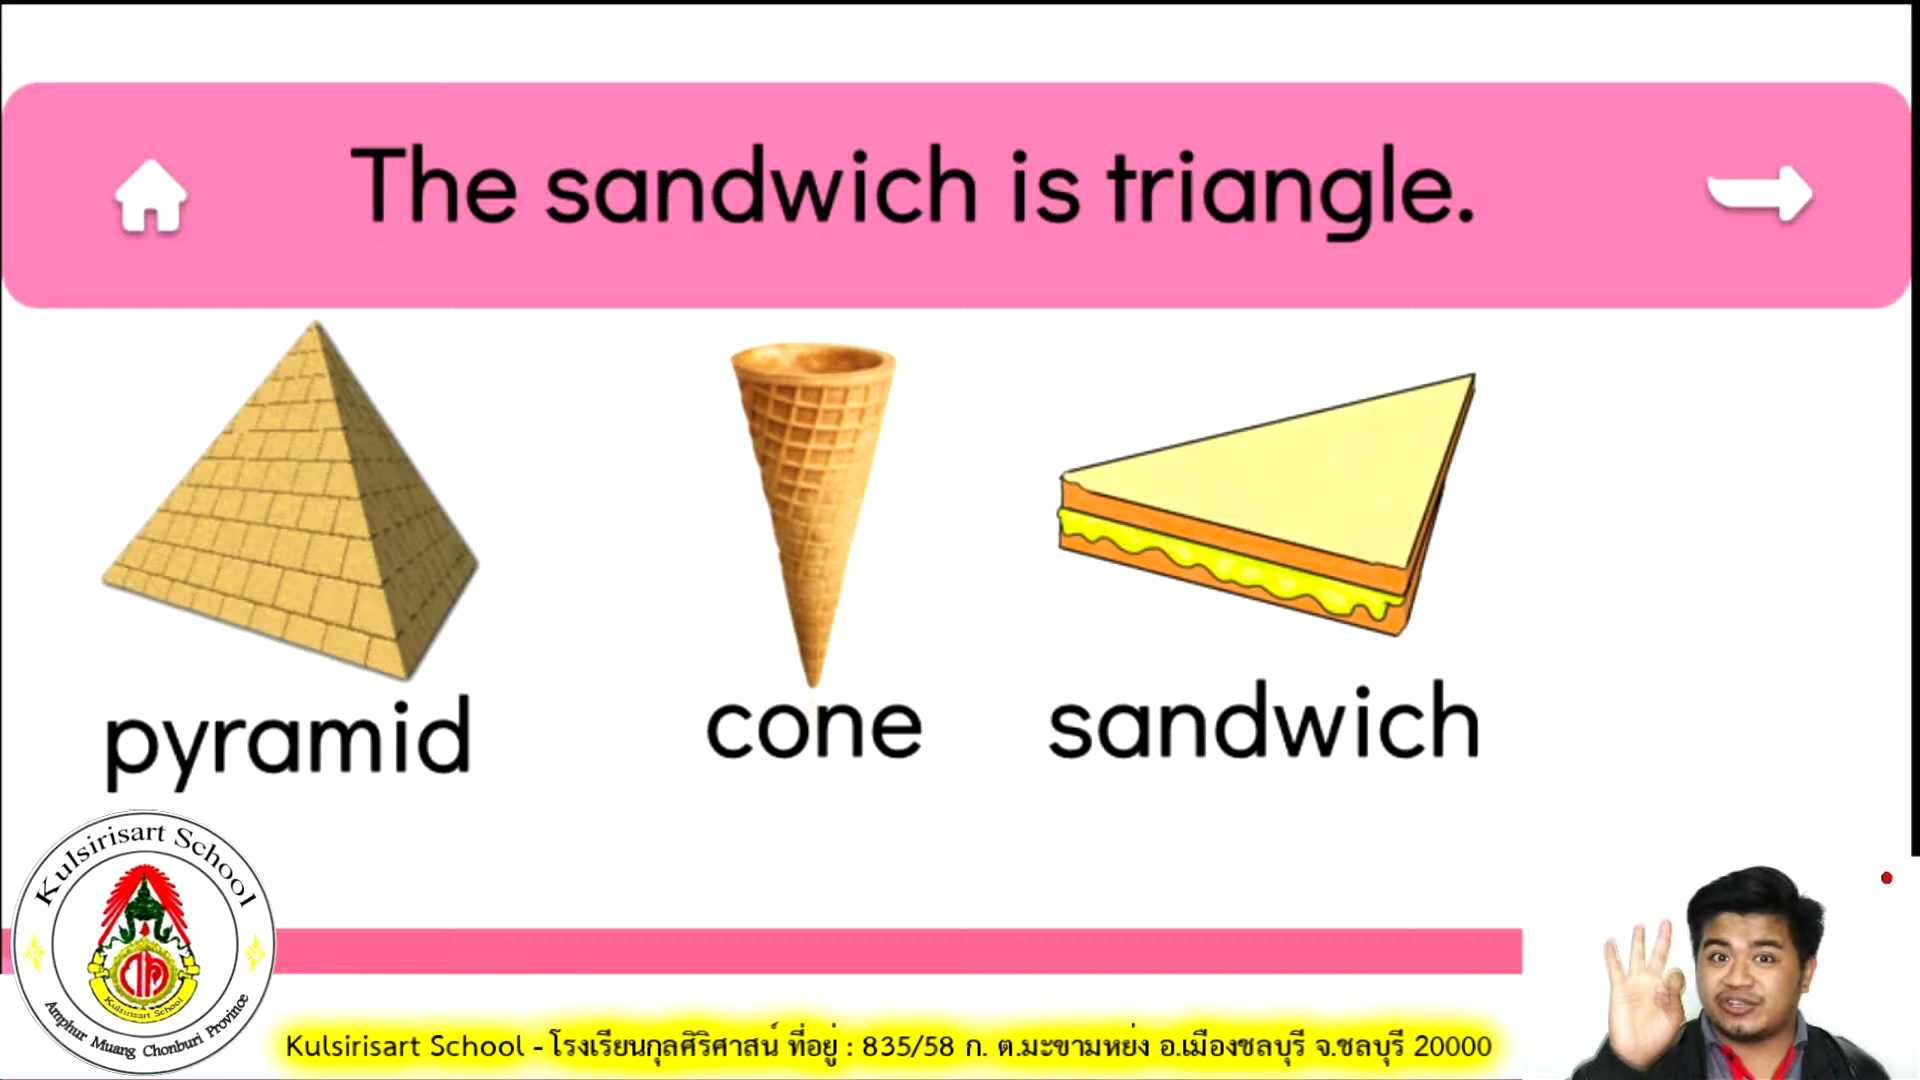 The sandwich is triangle.
pyramid
cone
sandwich
Kulsirisart School
Kulsirisart School
Amphur Muang Chonburi Province
Kulsirisart School - โรงเรียนกุลศิริศาสน์ ที่อยู่ : 835/58 ก. ต.มะขามหย่ง อ.เมืองชลบุรี จ.ชลบุรี 20000